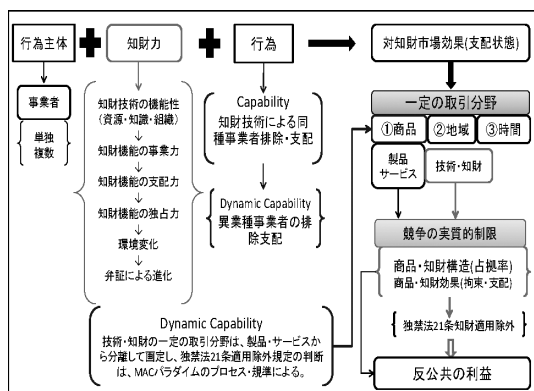 行為主体
知財力
行為
対知財市場効果(支配状態)
事業者
単独
複数
知財技術の機能性
(資源・知識・組織)
知財機能の事業力
知財機能の支配力
知財機能の独占力
環境変化
弁証による進化
Capability
知財技術による同
種事業者排除・支配
Dynamic Capability
異業種事業者の排
除支配
一定の取引分野
①商品
②地域
③時間
製品
サービス
技術・知財
競争の実質的制限
商品・知財構造(占拠率)
商品・知財効果(拘束・支配)
独禁法21条知財適用除外
反公共の利益
Dynamic Capability
技術・知財の一定の取引分野は、製品・サービスから
分離して画定し、独禁法21条適用除外規定の判断
は、MACパラダイムのプロセス・規準による。